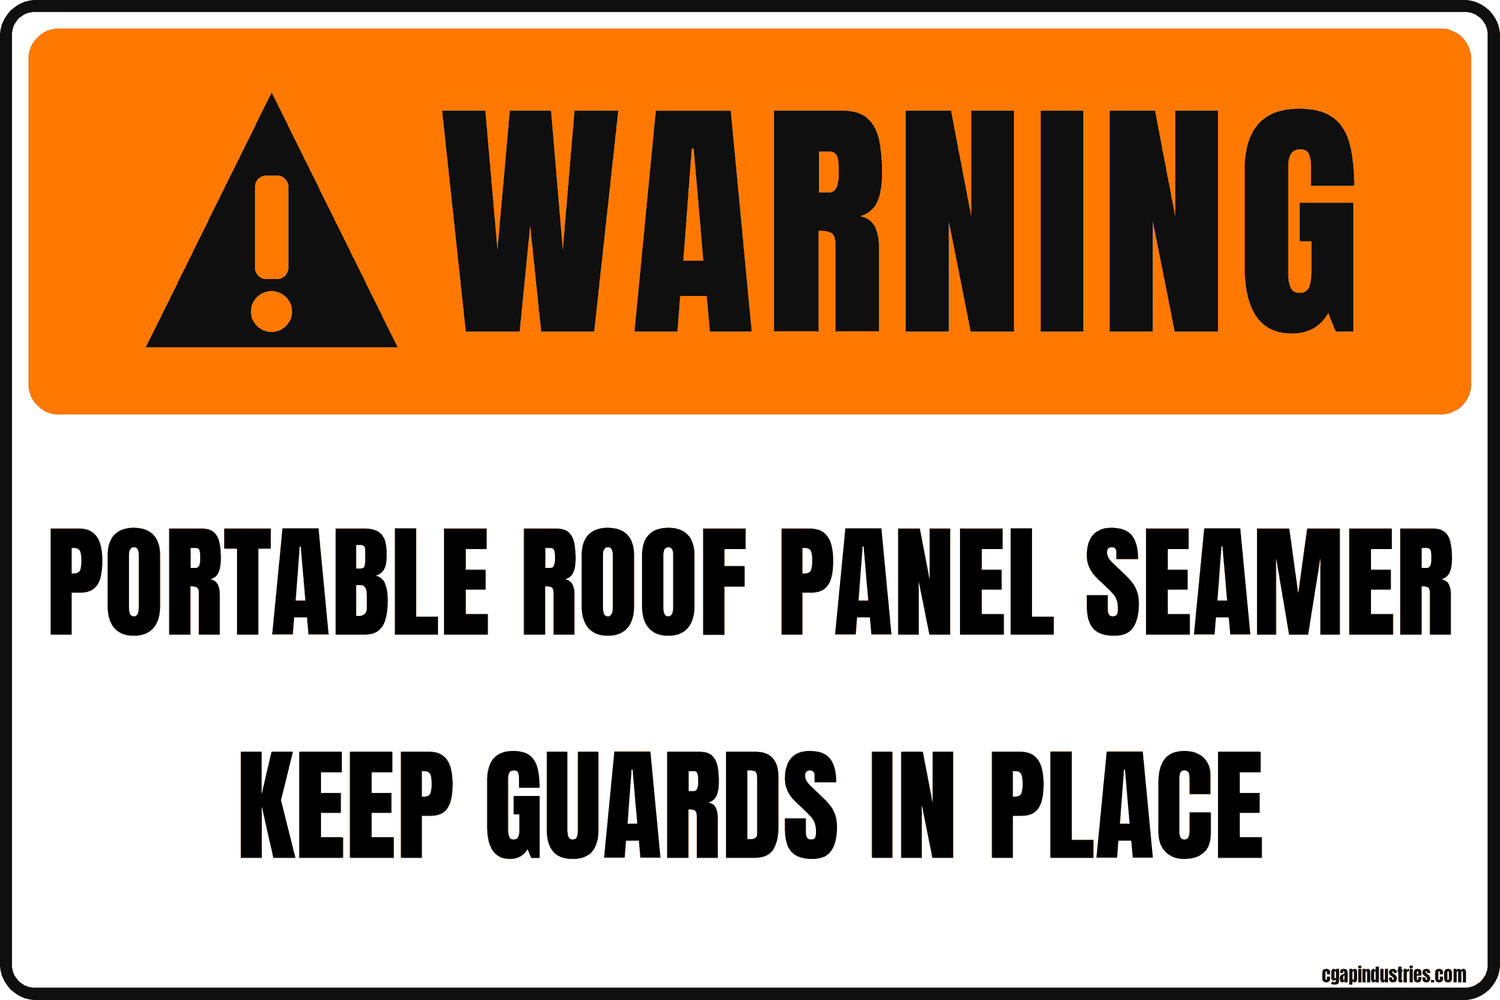 WARNING
PORTABLE ROOF PANEL SEAMER
KEEP GUARDS IN PLACE
cgapindustries.com